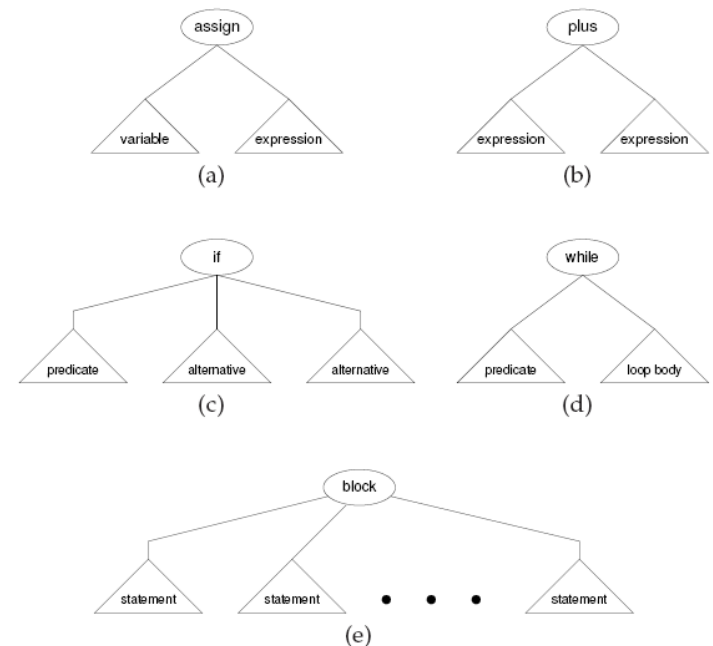 assign
plus
variable
expression
expression
expression
(a)
(b)
if
while
predicate
alternative
alternative
predicate
loop body
(c)
(d)
block
statement
statement
statement
(e)